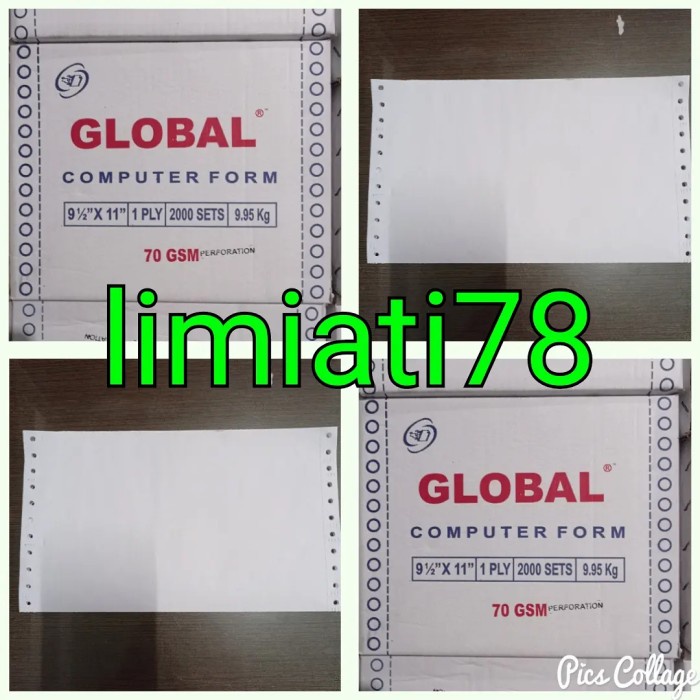 GLOBAL®
COMPUTER FORM
9½"X 11" 1 PLY 2000 SETS 9.95 Kg
70 GSM PERFORATION
limiati78
GLOBAL®
COMPUTER FORM
9½"X 11" 1 PLY 2000 SETS 9.95 Kg
70 GSM PERFORATION
Pics Collage